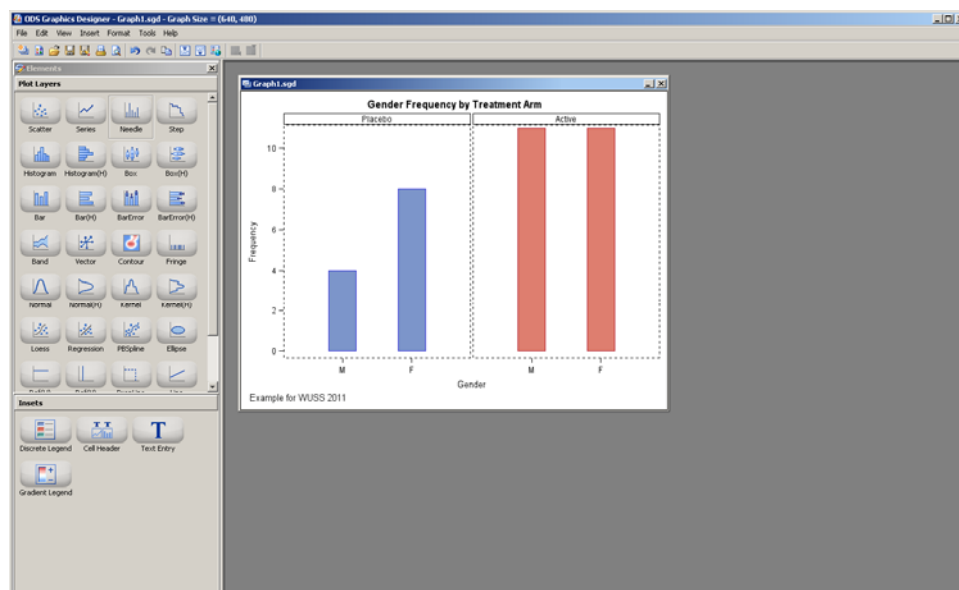 ODS Graphics Designer - Graph1.sgd - Graph Size = (640, 480)
File Edit View Insert Format Tools Help
Elements
Plot Layers
Scatter Series Needle Step
Histogram Histogram(H) Box Box(H)
Bar Bar(H) BarError BarError(H)
Band Vector Contour Fringe
Normal Normal(H) Kernel Kernel(H)
Loess Regression PBSpline Ellipse
Insets
Discrete Legend Cell Header Text Entry
Gradient Legend
Graph1.sgd
Gender Frequency by Treatment Arm
Placebo Active
Frequency
10
8
6
4
2
0
M F M F
Gender
Example for WUSS 2011